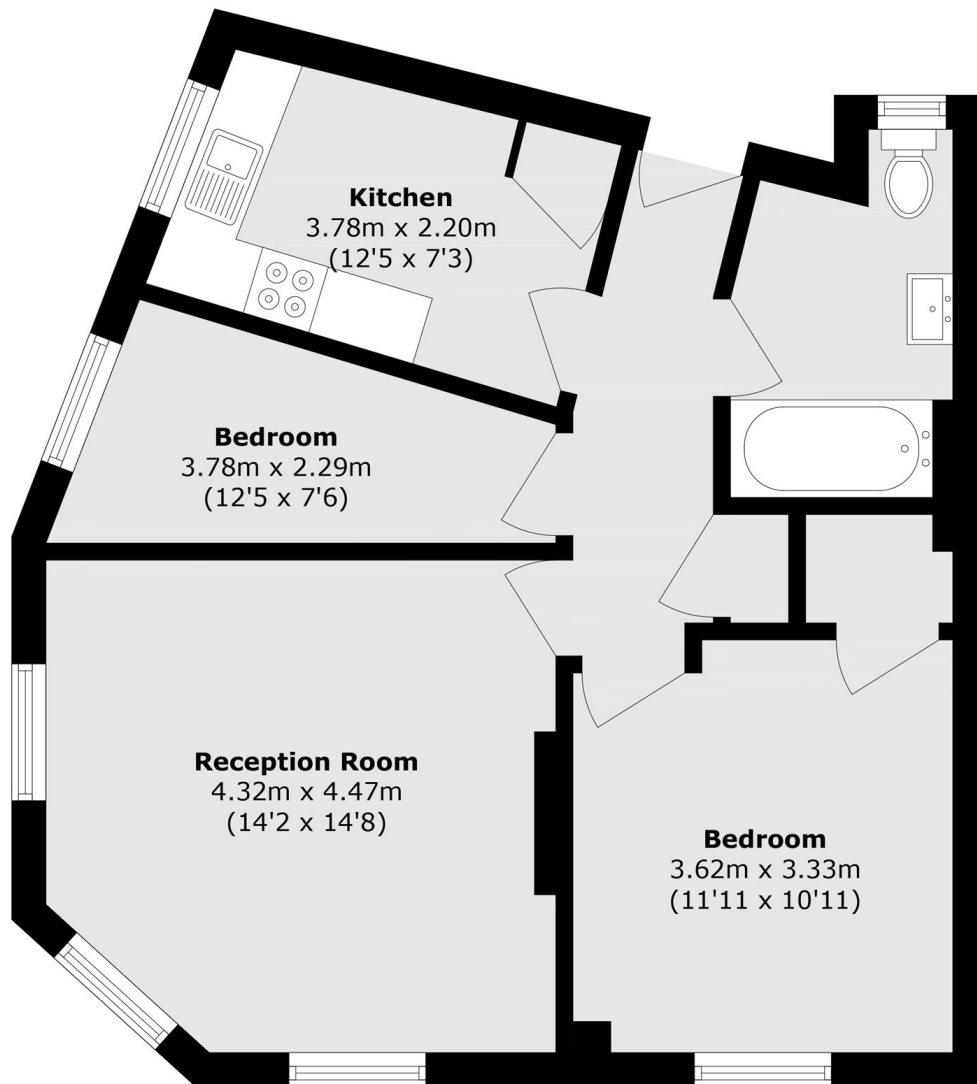 Kitchen
3.78m x 2.20m
(12'5 x 7'3)
Bedroom
3.78m x 2.29m
(12'5 x 7'6)
Reception Room
4.32m x 4.47m
(14'2 x 14'8)
Bedroom
3.62m x 3.33m
(11'11 x 10'11)